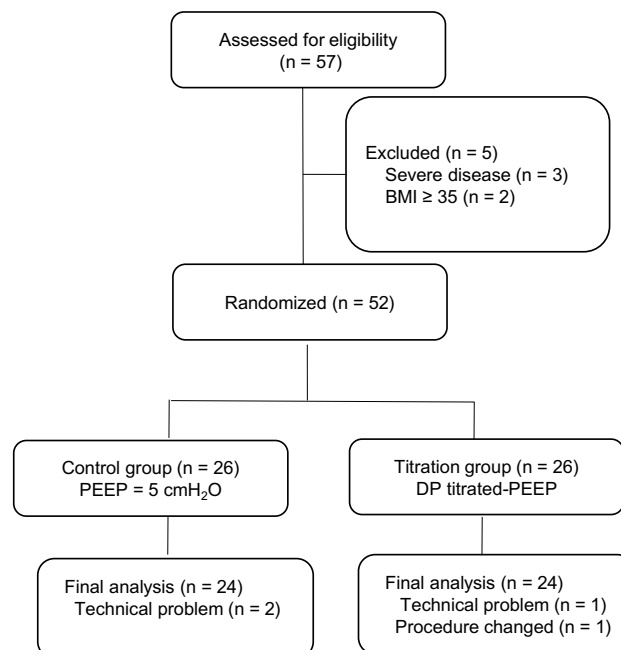 Assessed for eligibility
(n = 57)
Excluded (n = 5)
Severe disease (n = 3)
BMI ≥ 35 (n = 2)
Randomized (n = 52)
Control group (n = 26)
PEEP = 5 cmH₂O
Titration group (n = 26)
DP titrated-PEEP
Final analysis (n = 24)
Technical problem (n = 2)
Final analysis (n = 24)
Technical problem (n = 1)
Procedure changed (n = 1)